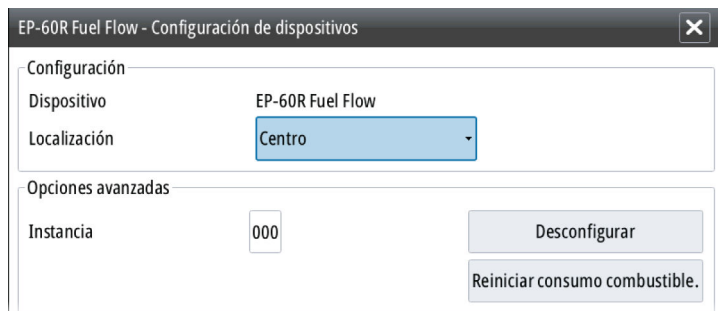 EP-60R Fuel Flow - Configuración de dispositivos
Configuración
Dispositivo EP-60R Fuel Flow
Localización Centro
Opciones avanzadas
Instancia 000 Desconfigurar
Reiniciar consumo combustible.